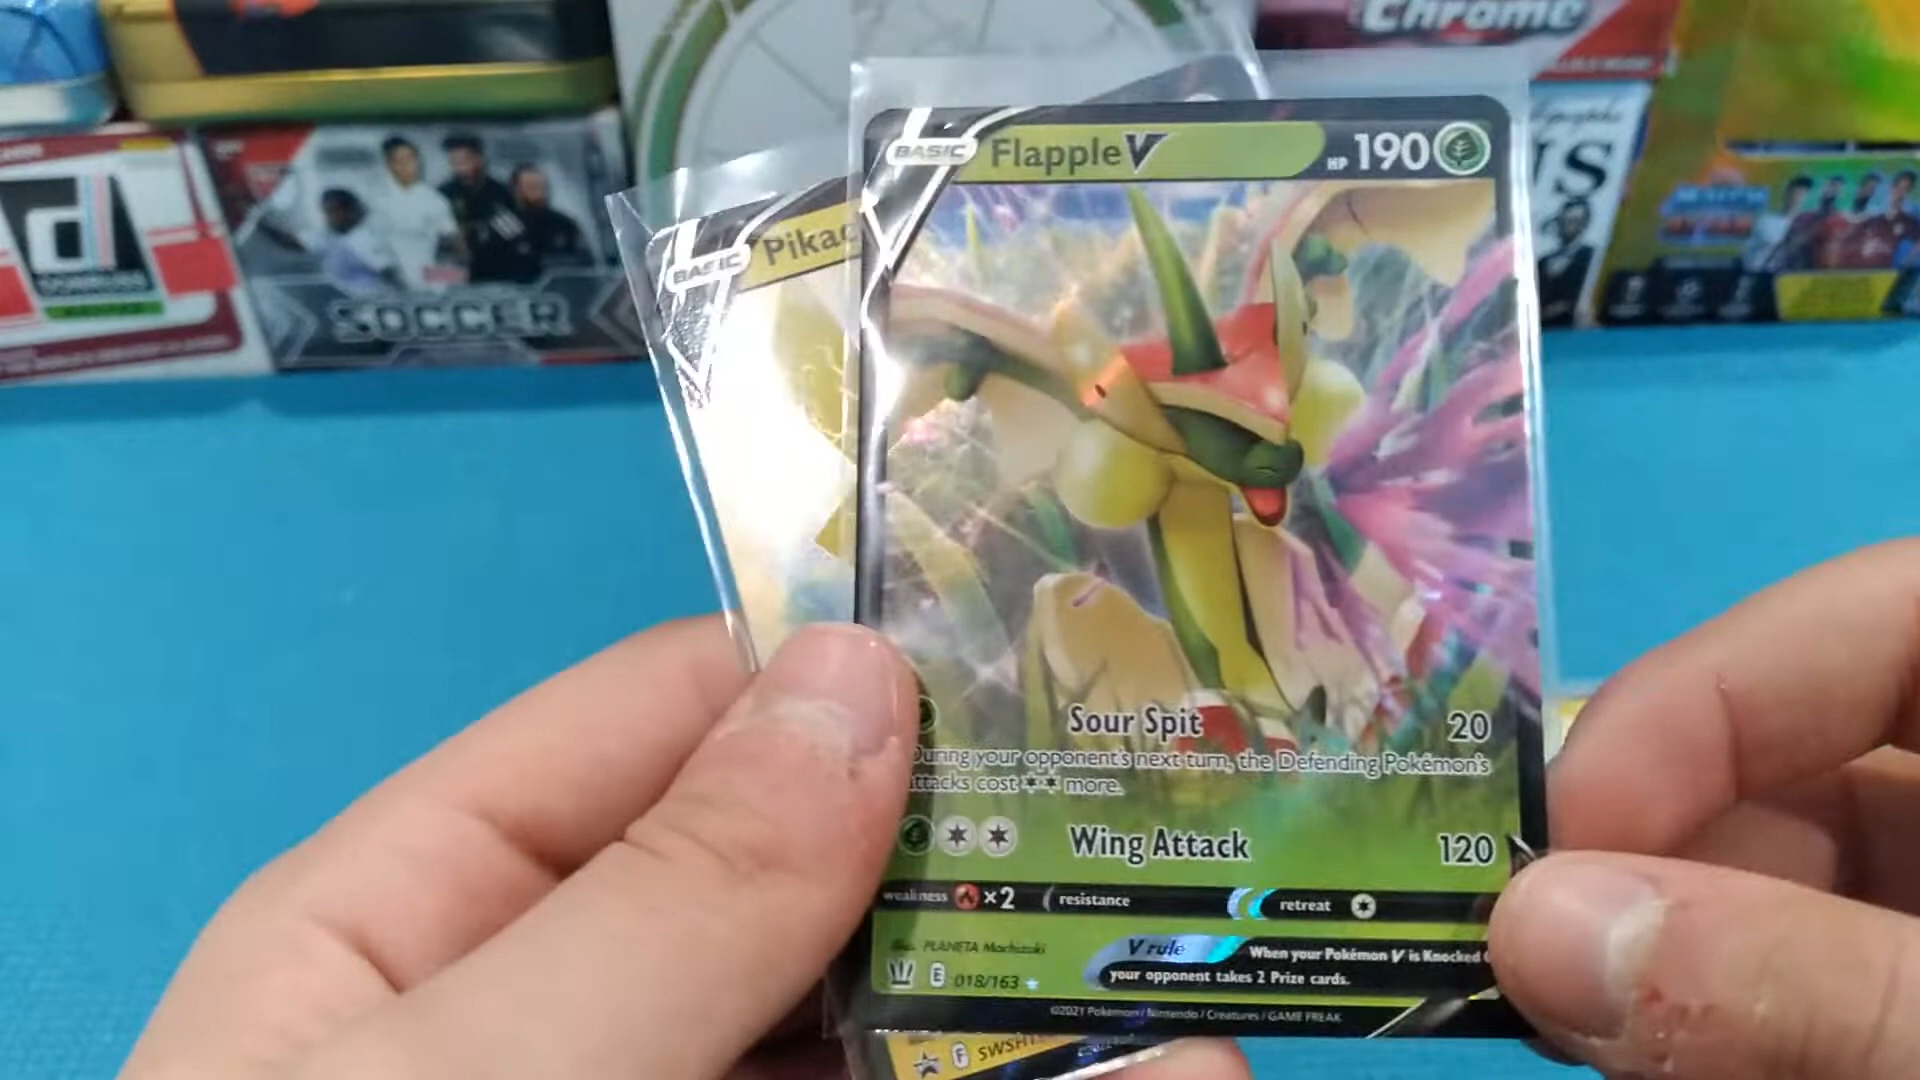 Chrome
BASIC Flapple V HP 190
BASIC Pikac
SOCCER
DONRUSS
Sour Spit 20
During your opponent's next turn, the Defending Pokémon's
attacks cost ✱✱ more.
Wing Attack 120
weakness ×2 resistance retreat
Illus. PLANETA Mochizuki
V rule When your Pokémon V is Knocked
your opponent takes 2 Prize cards.
E 018/163
©2021 Pokémon / Nintendo / Creatures / GAME FREAK
F SWSH